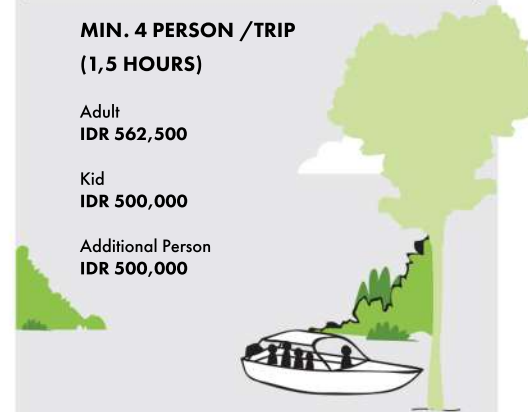 MIN. 4 PERSON /TRIP
(1,5 HOURS)
Adult
IDR 562,500
Kid
IDR 500,000
Additional Person
IDR 500,000